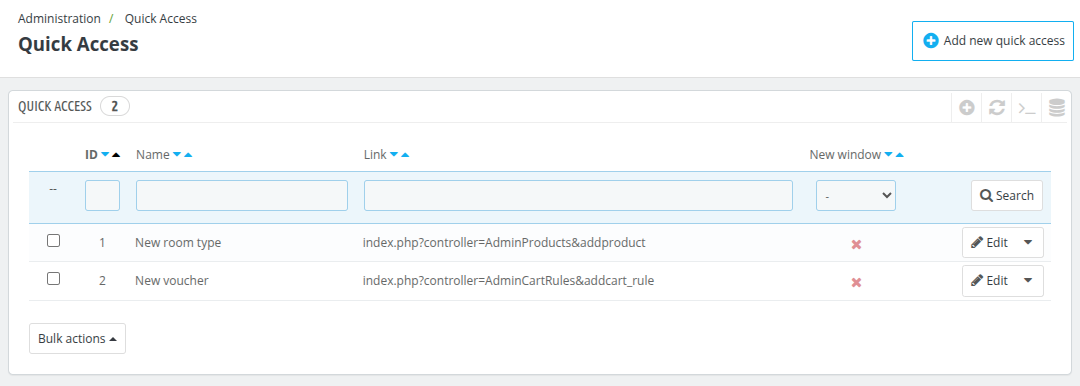 Administration / Quick Access
Quick Access
Add new quick access
QUICK ACCESS 2
ID Name Link New window
-- - Search
1 New room type index.php?controller=AdminProducts&addproduct Edit
2 New voucher index.php?controller=AdminCartRules&addcart_rule Edit
Bulk actions